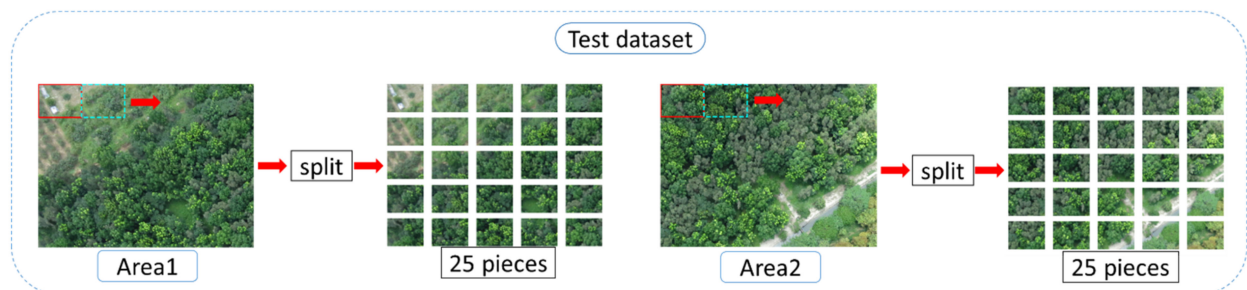 Test dataset
split
split
Area1
25 pieces
Area2
25 pieces